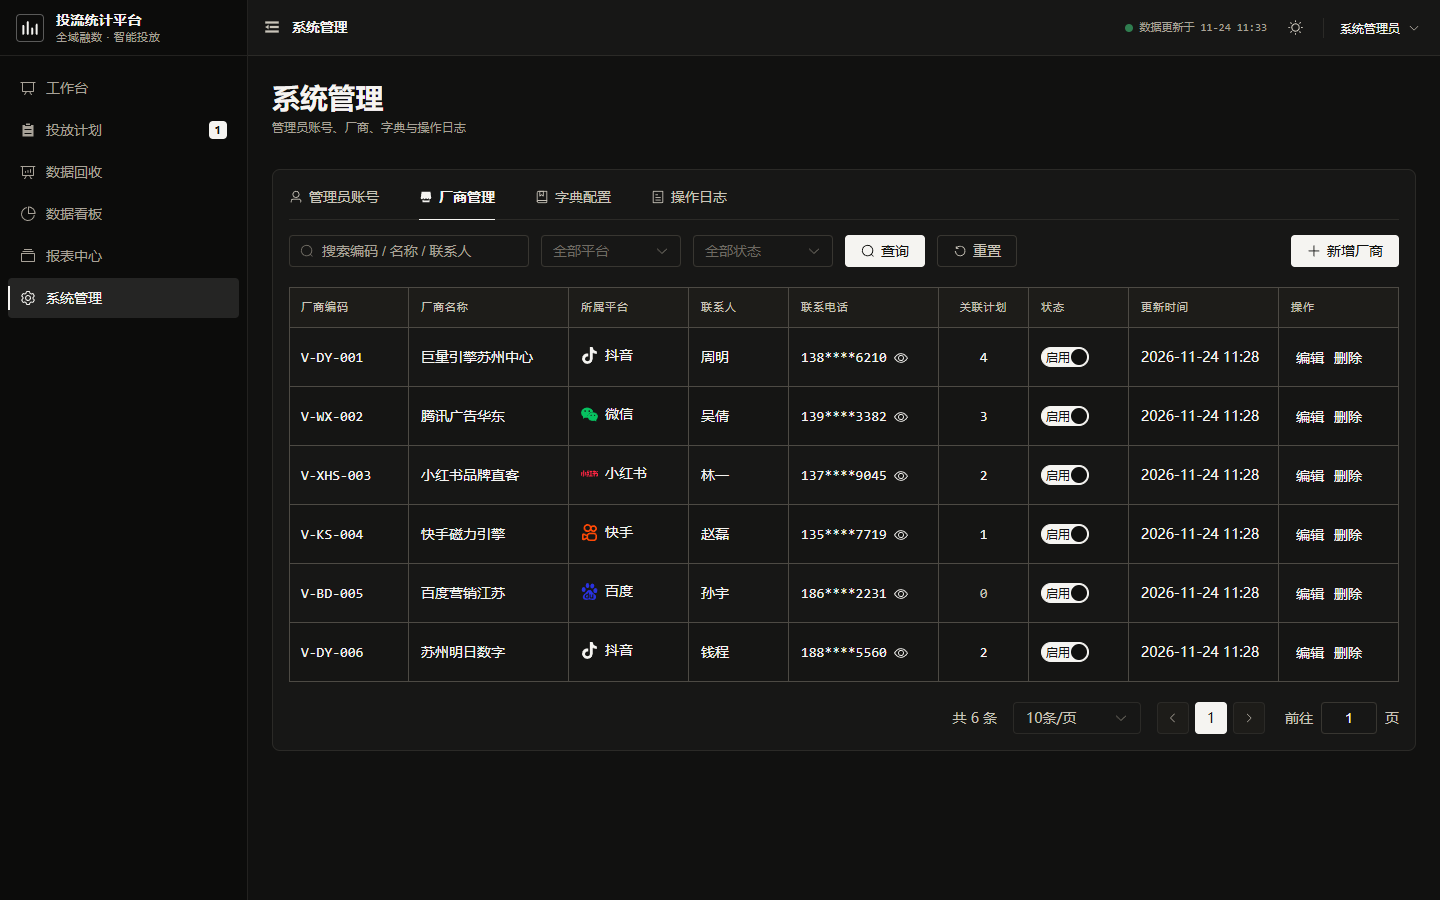 投流统计平台
全域融数 · 智能投放
系统管理
数据更新于 11-24 11:33
系统管理员
工作台
投放计划
1
数据回收
数据看板
报表中心
系统管理
系统管理
管理员账号、厂商、字典与操作日志
管理员账号 厂商管理 字典配置 操作日志
搜索编码 / 名称 / 联系人 全部平台 全部状态 查询 重置 新增厂商
厂商编码 厂商名称 所属平台 联系人 联系电话 关联计划 状态 更新时间 操作
V-DY-001 巨量引擎苏州中心 抖音 周明 138****6210 4 启用 2026-11-24 11:28 编辑 删除
V-WX-002 腾讯广告华东 微信 吴倩 139****3382 3 启用 2026-11-24 11:28 编辑 删除
V-XHS-003 小红书品牌直客 小红书 小红书 林一 137****9045 2 启用 2026-11-24 11:28 编辑 删除
V-KS-004 快手磁力引擎 快手 赵磊 135****7719 1 启用 2026-11-24 11:28 编辑 删除
V-BD-005 百度营销江苏 百度 孙宇 186****2231 0 启用 2026-11-24 11:28 编辑 删除
V-DY-006 苏州明日数字 抖音 钱程 188****5560 2 启用 2026-11-24 11:28 编辑 删除
共 6 条 10条/页 1 前往 1 页